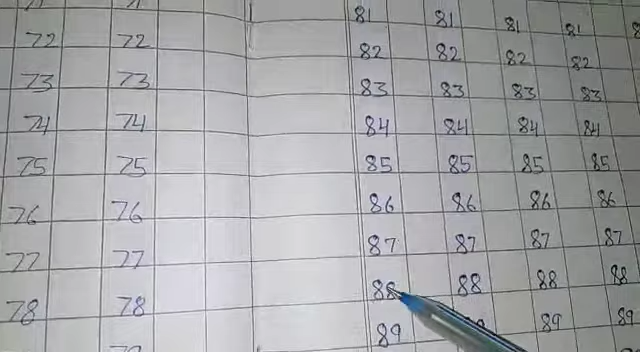 81 81 81 81
72 72 82 82 82 82
73 73 83 83 83 83
74 74 84 84 84 84
75 75 85 85 85 85
76 76 86 86 86 86
77 77 87 87 87 87
78 78 88 88 88 88
89 89 89